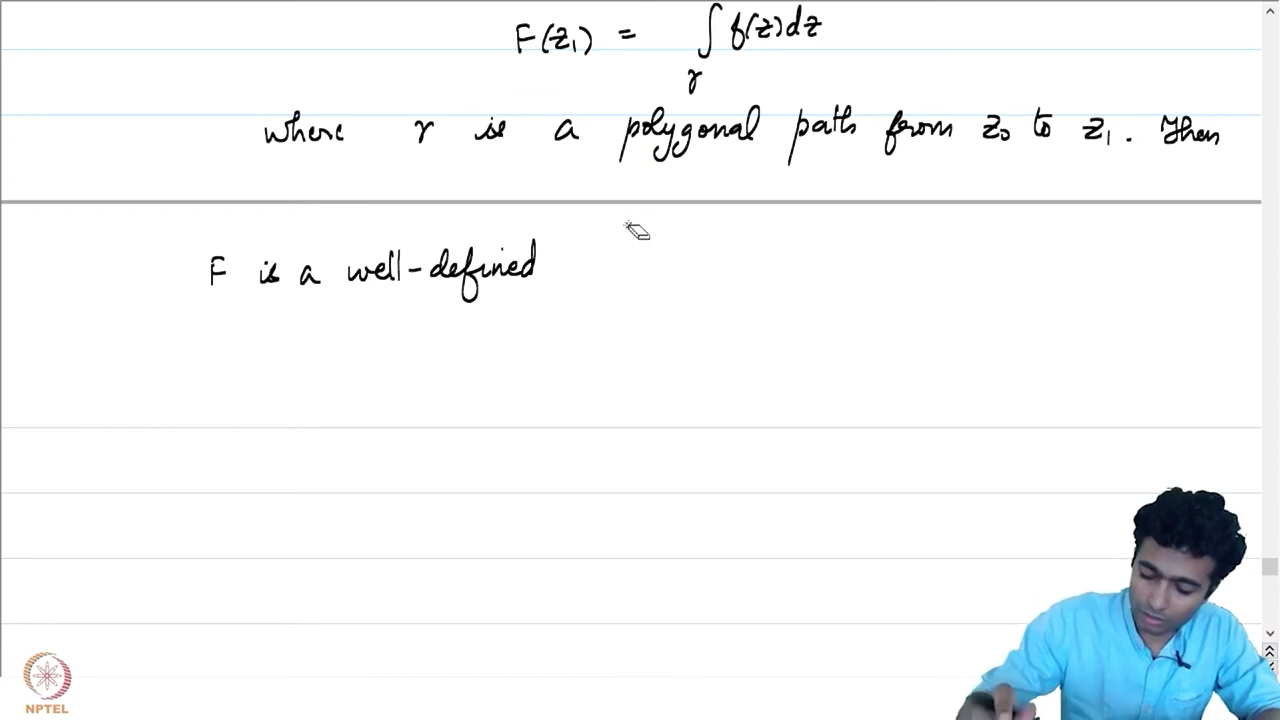 F(z₁) = ∫_γ f(z)dz
where γ is a polygonal path from z₀ to z₁. Then
F is a well-defined
NPTEL